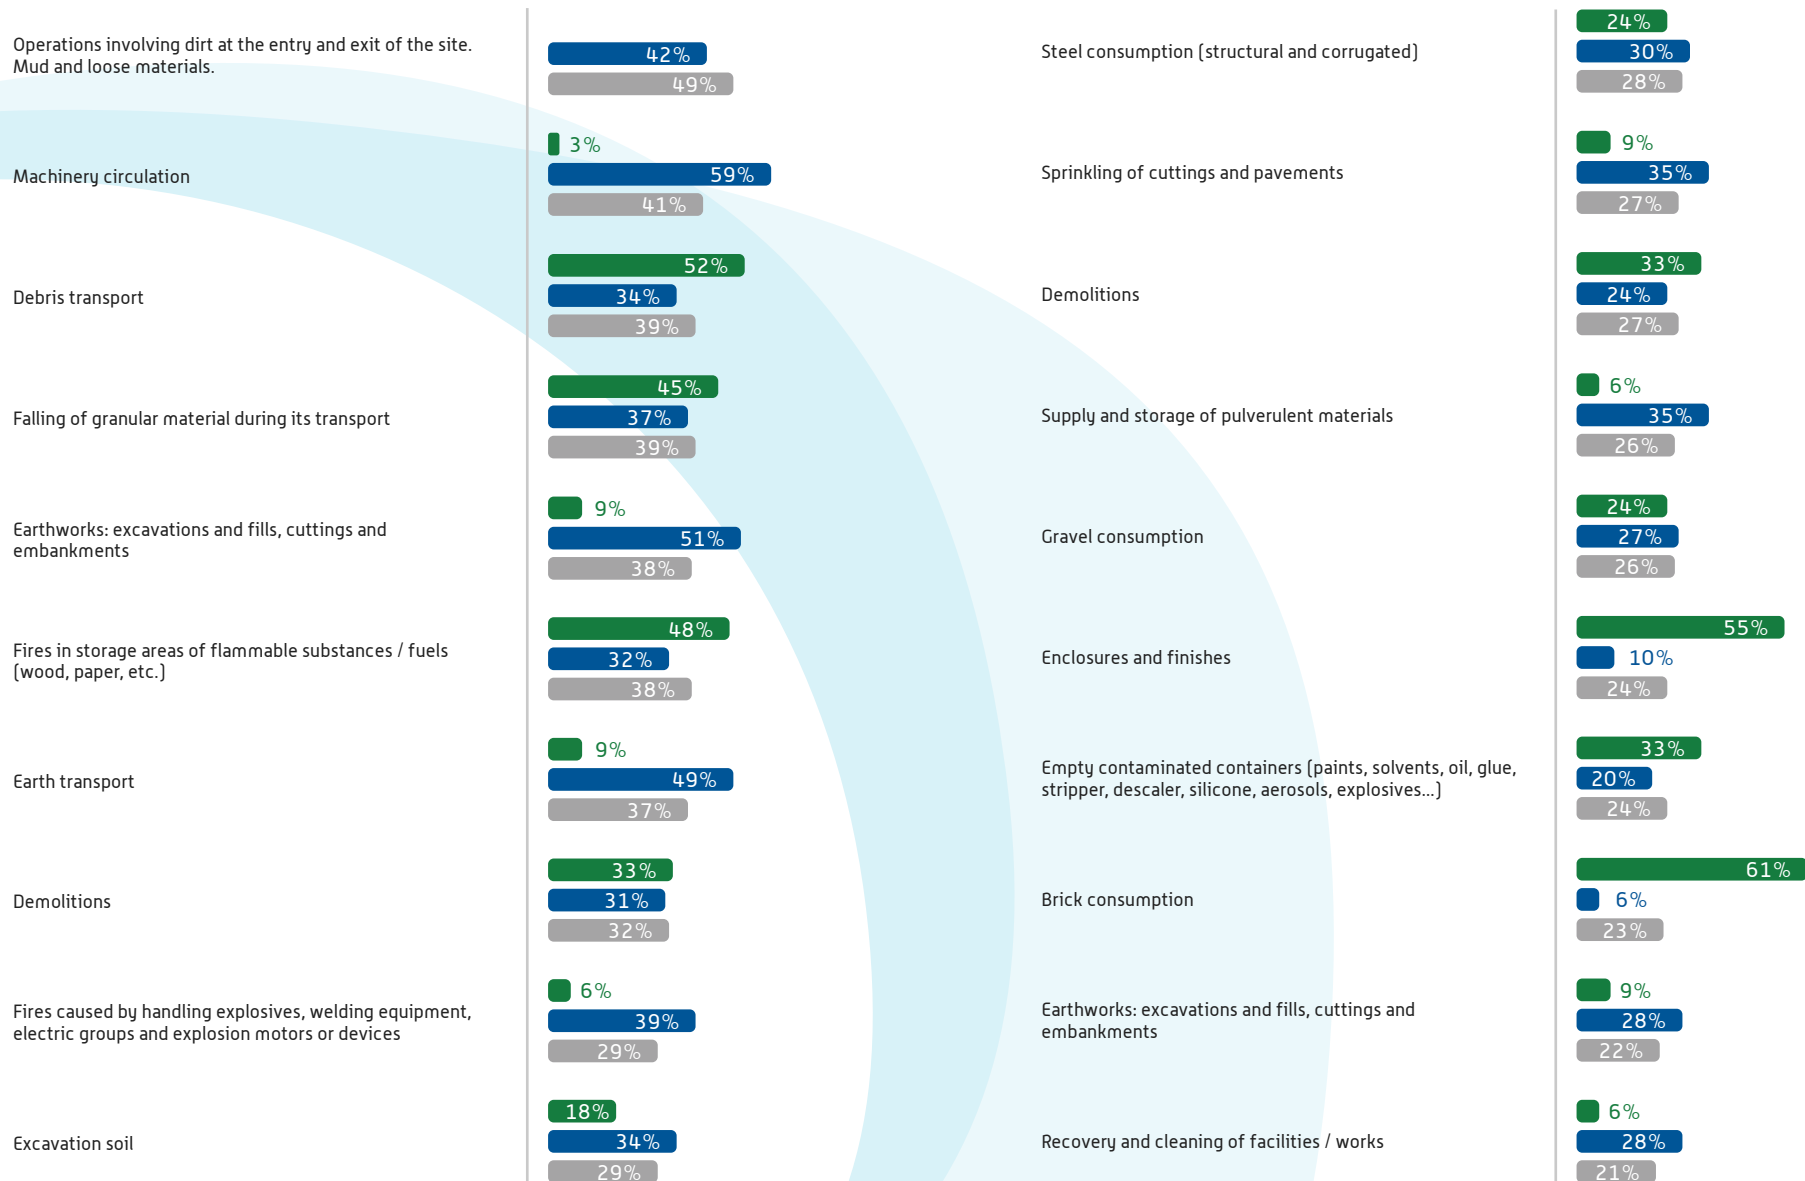 Operations involving dirt at the entry and exit of the site.
Mud and loose materials.
42%
49%
Machinery circulation
3%
59%
41%
Debris transport
52%
34%
39%
Falling of granular material during its transport
45%
37%
39%
Earthworks: excavations and fills, cuttings and
embankments
9%
51%
38%
Fires in storage areas of flammable substances / fuels
(wood, paper, etc.)
48%
32%
38%
Earth transport
9%
49%
37%
Demolitions
33%
31%
32%
Fires caused by handling explosives, welding equipment,
electric groups and explosion motors or devices
6%
39%
29%
Excavation soil
18%
34%
29%
Steel consumption (structural and corrugated)
24%
30%
28%
Sprinkling of cuttings and pavements
9%
35%
27%
Demolitions
33%
24%
27%
Supply and storage of pulverulent materials
6%
35%
26%
Gravel consumption
24%
27%
26%
Enclosures and finishes
55%
10%
24%
Empty contaminated containers (paints, solvents, oil, glue,
stripper, descaler, silicone, aerosols, explosives...)
33%
20%
24%
Brick consumption
61%
6%
23%
Earthworks: excavations and fills, cuttings and
embankments
9%
28%
22%
Recovery and cleaning of facilities / works
6%
28%
21%